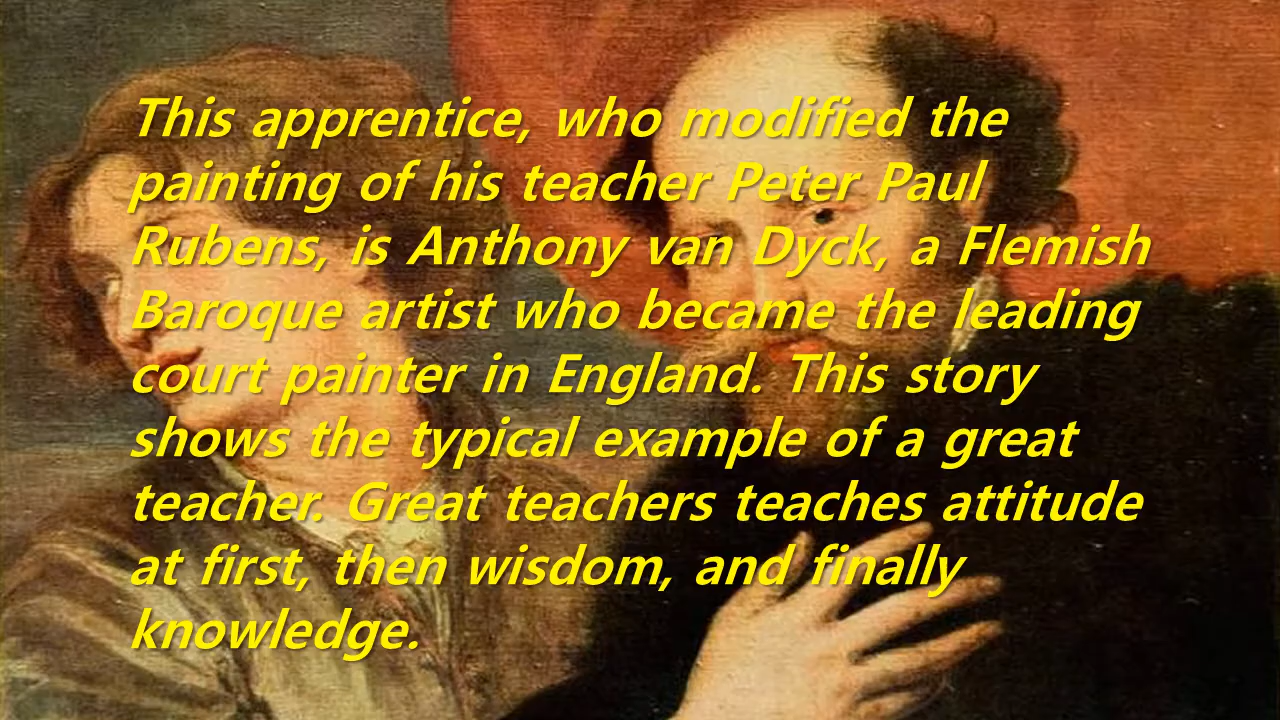 This apprentice, who modified the
painting of his teacher Peter Paul
Rubens, is Anthony van Dyck, a Flemish
Baroque artist who became the leading
court painter in England. This story
shows the typical example of a great
teacher. Great teachers teaches attitude
at first, then wisdom, and finally
knowledge.